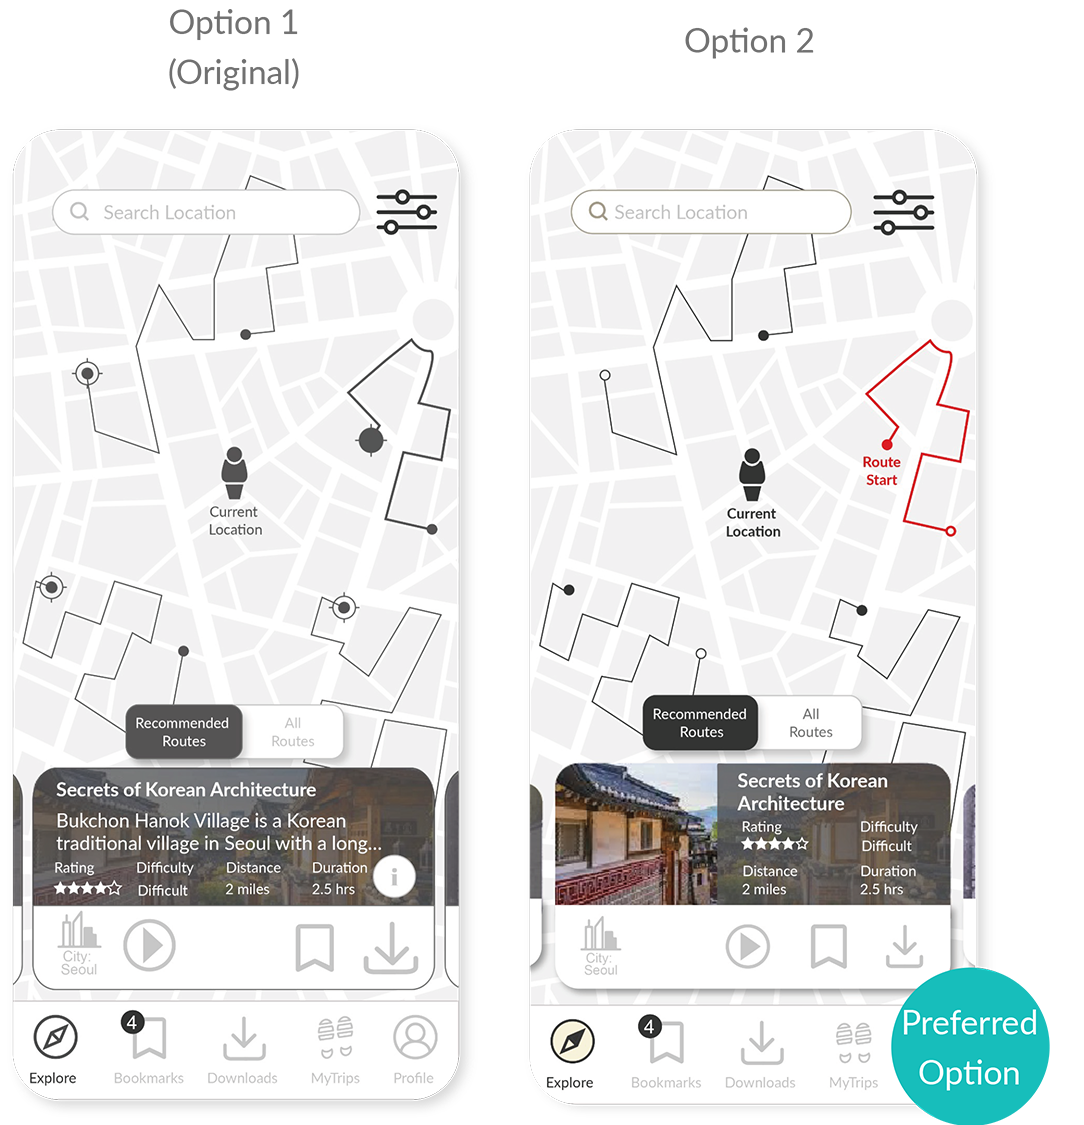 Option 1
(Original)
Search Location
Current
Location
Recommended
Routes
All
Routes
Secrets of Korean Architecture
Bukchon Hanok Village is a Korean
traditional village in Seoul with a long...
Rating
Difficulty
Distance
Duration
Difficult
2 miles
2.5 hrs
i
City:
Seoul
4
Explore
Bookmarks
Downloads
MyTrips
Profile
Option 2
Search Location
Route
Start
Current
Location
Recommended
Routes
All
Routes
Secrets of Korean
Architecture
Rating
Difficulty
Difficult
Distance
Duration
2 miles
2.5 hrs
City:
Seoul
4
Explore
Bookmarks
Downloads
MyTrips
Preferred
Option